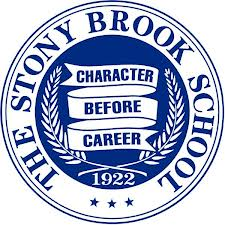 THE STONY BROOK SCHOOL
CHARACTER
BEFORE
CAREER
1922